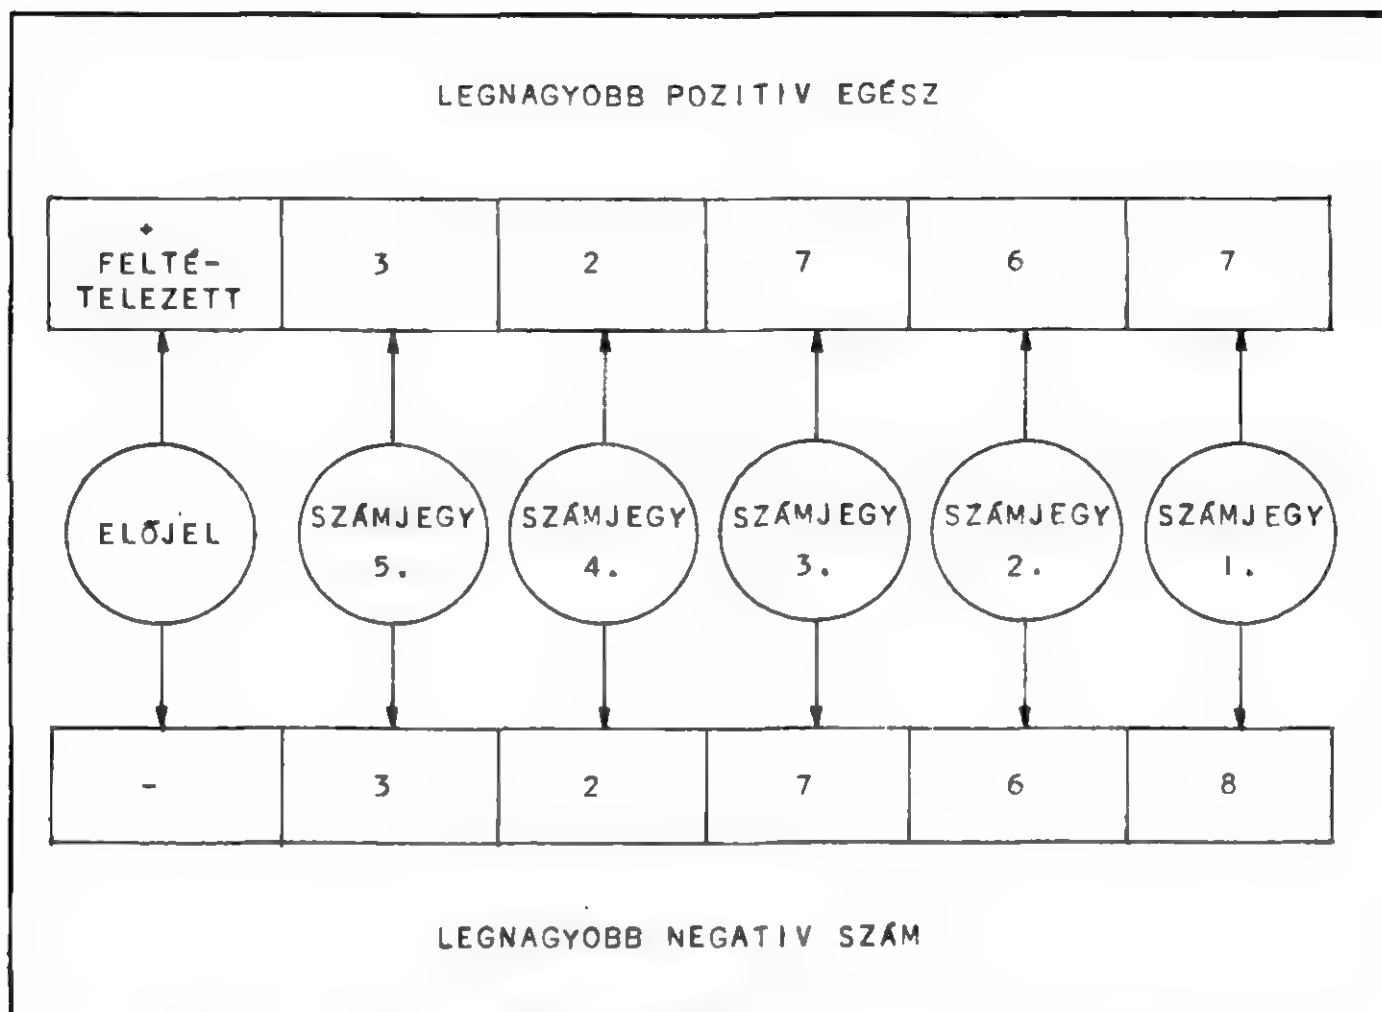 LEGNAGYOBB POZITIV EGÉSZ
+
FELTÉ-
TELEZETT
3
2
7
6
7
ELŐJEL
SZÁMJEGY
5.
SZÁMJEGY
4.
SZÁMJEGY
3.
SZÁMJEGY
2.
SZÁMJEGY
1.
-
3
2
7
6
8
LEGNAGYOBB NEGATIV SZÁM